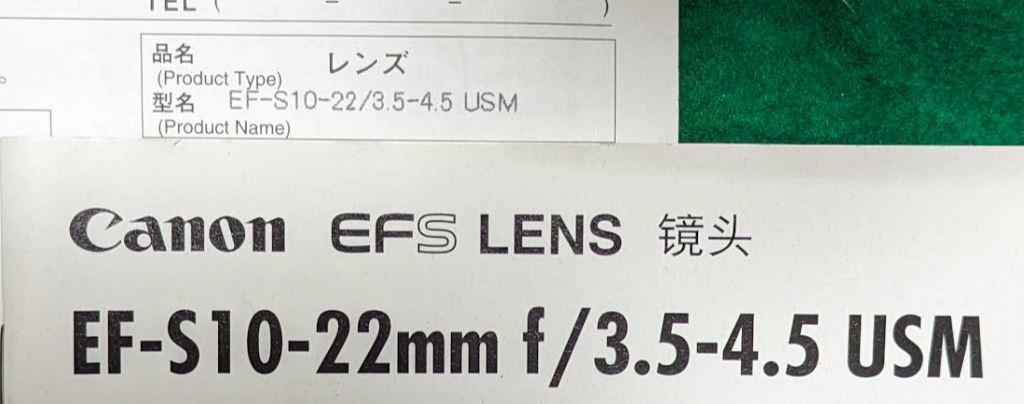 TEL ( – – )
品名
(Product Type)
レンズ
型名 EF-S10-22/3.5-4.5 USM
(Product Name)
。
Canon EFS LENS 镜头
EF-S10-22mm f/3.5-4.5 USM